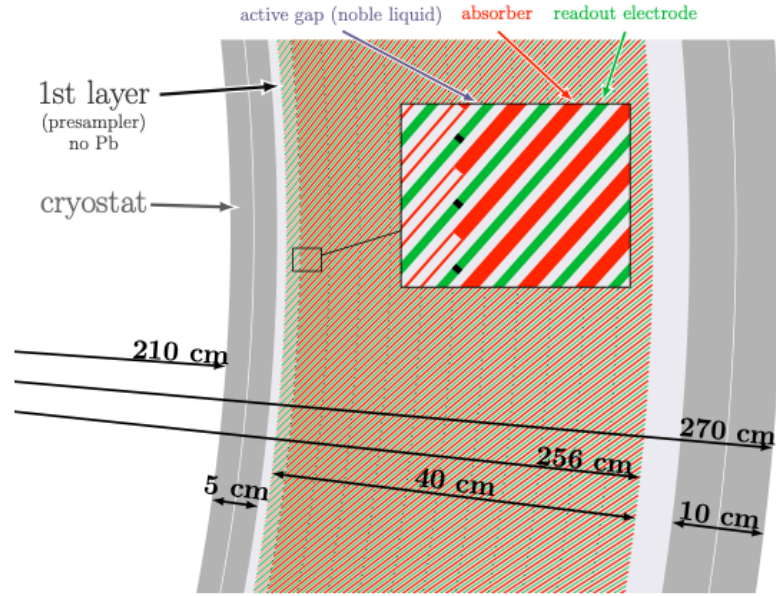 active gap (noble liquid) absorber readout electrode
1st layer
(presampler)
no Pb
cryostat
210 cm
270 cm
256 cm
40 cm
5 cm
10 cm